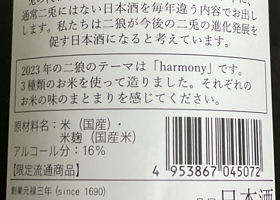 通常二兎にはない日本酒を毎年違う内容でお出し
します。私たちは二狼が今後の二兎の進化発展を
促す日本酒になると考えています。
2023年の二狼のテーマは「harmony」です。
3種類のお米を使って造りました。それぞれの
お米の味のまとまりを感じてください。
原材料名：米（国産）・
米麹（国産米）
アルコール分：16%
【限定流通商品】
4953867045072
創業元禄三年 (since 1690)
日本酒